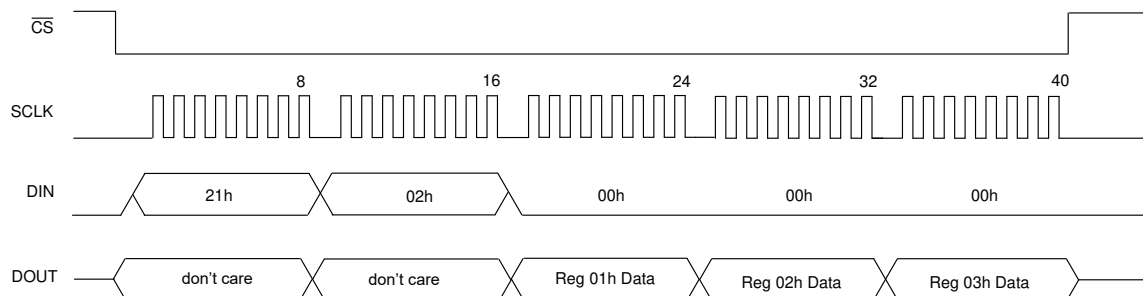 CS
8 16 24 32 40
SCLK
DIN 21h 02h 00h 00h 00h
DOUT don't care don't care Reg 01h Data Reg 02h Data Reg 03h Data